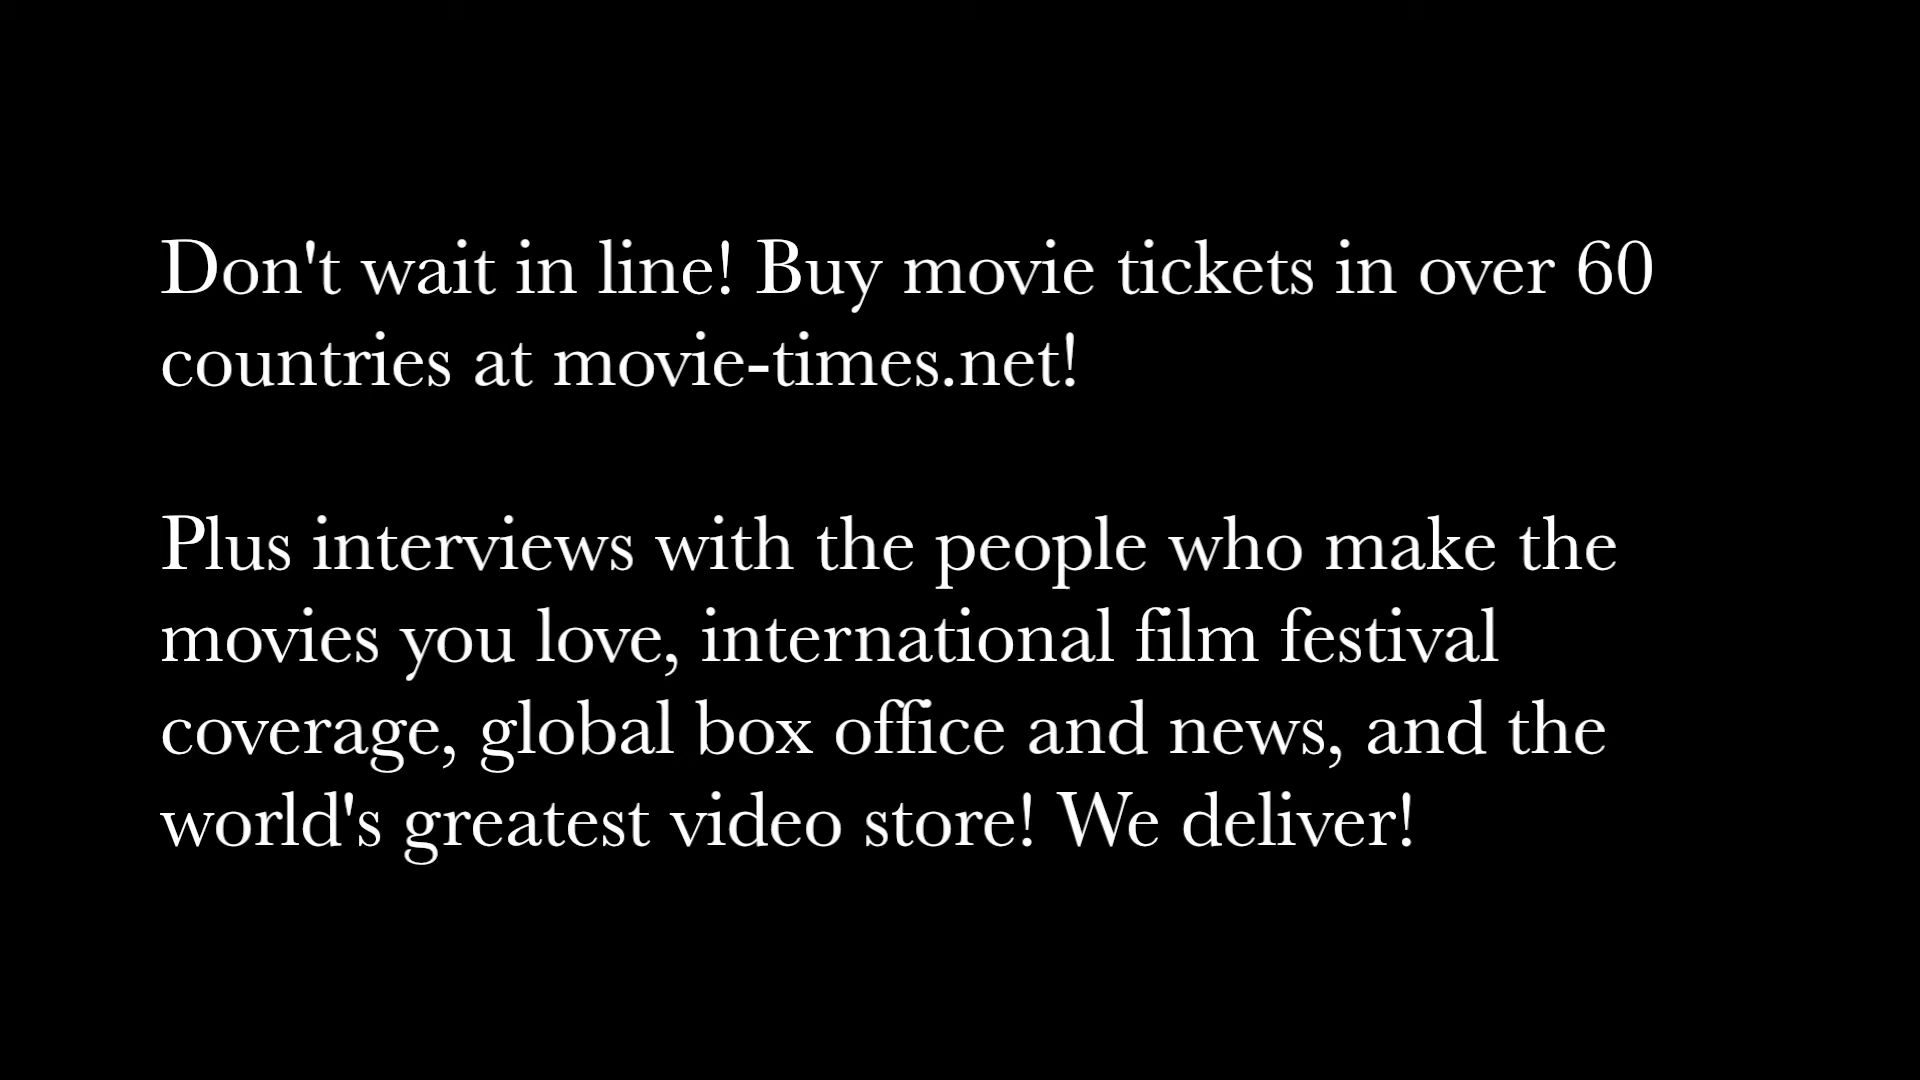 Don't wait in line! Buy movie tickets in over 60
countries at movie-times.net!
Plus interviews with the people who make the
movies you love, international film festival
coverage, global box office and news, and the
world's greatest video store! We deliver!